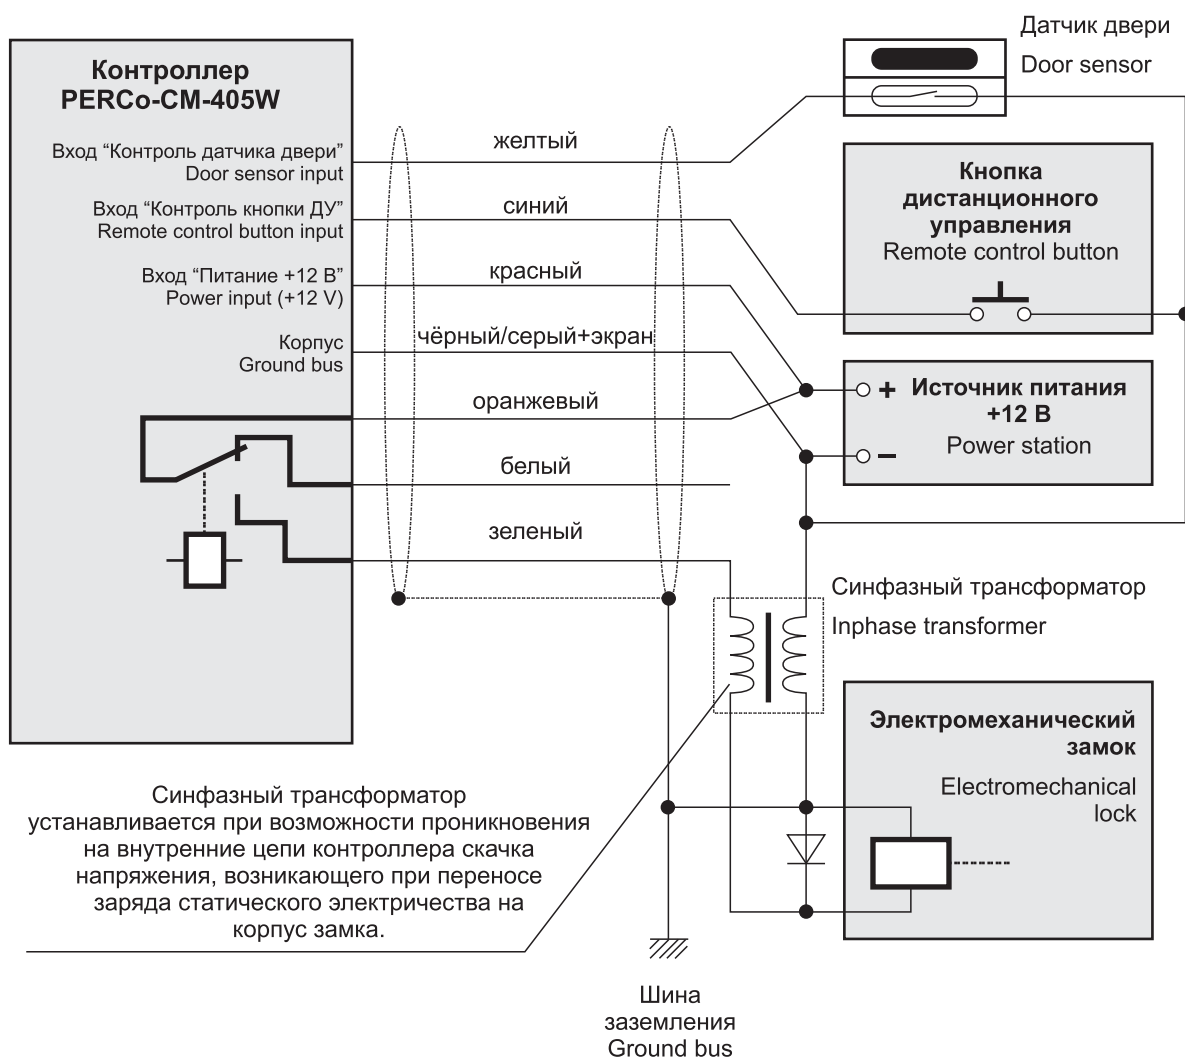 Контроллер
PERCo-CM-405W
Вход “Контроль датчика двери”
Door sensor input
Вход “Контроль кнопки ДУ”
Remote control button input
Вход “Питание +12 В”
Power input (+12 V)
Корпус
Ground bus
желтый
синий
красный
чёрный/серый+экран
оранжевый
белый
зеленый
Датчик двери
Door sensor
Кнопка
дистанционного
управления
Remote control button
+ Источник питания
+12 В
– Power station
Синфазный трансформатор
Inphase transformer
Электромеханический
замок
Electromechanical
lock
Синфазный трансформатор
устанавливается при возможности проникновения
на внутренние цепи контроллера скачка
напряжения, возникающего при переносе
заряда статического электричества на
корпус замка.
Шина
заземления
Ground bus